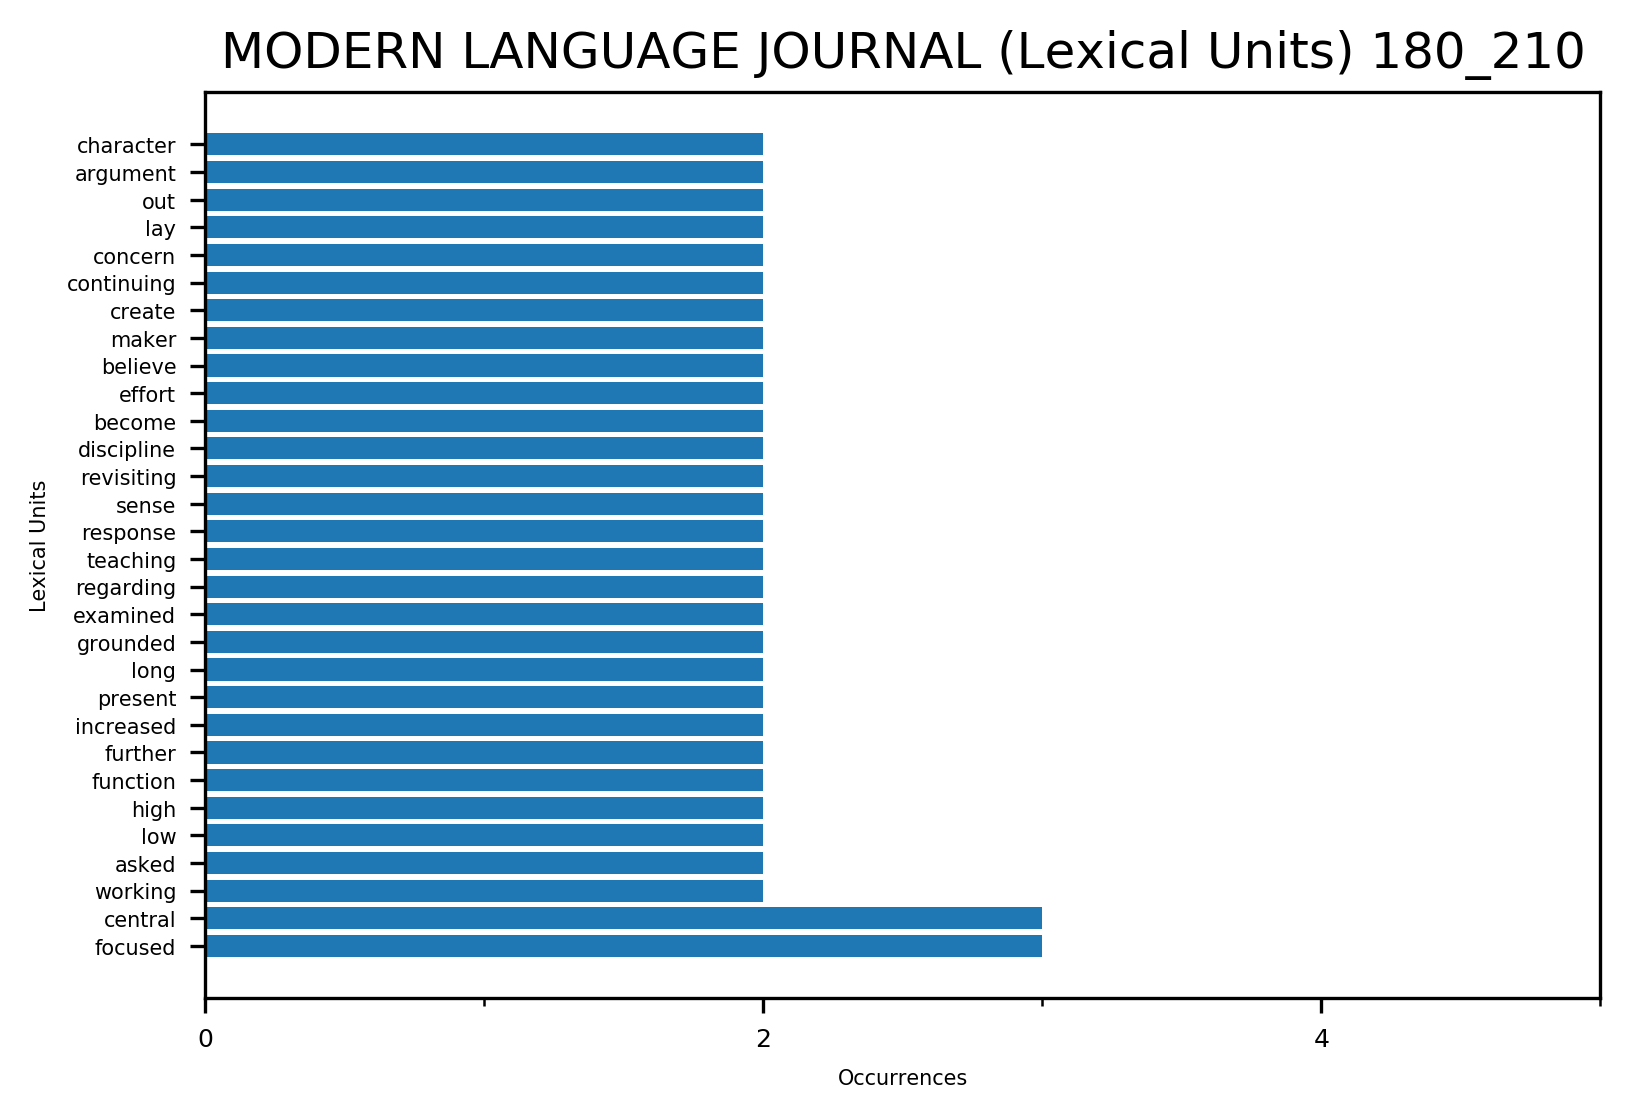 MODERN LANGUAGE JOURNAL (Lexical Units) 180_210
character
argument
out
lay
concern
continuing
create
maker
believe
effort
become
discipline
revisiting
sense
response
teaching
regarding
examined
grounded
long
present
increased
further
function
high
low
asked
working
central
focused
Lexical Units
0 2 4
Occurrences